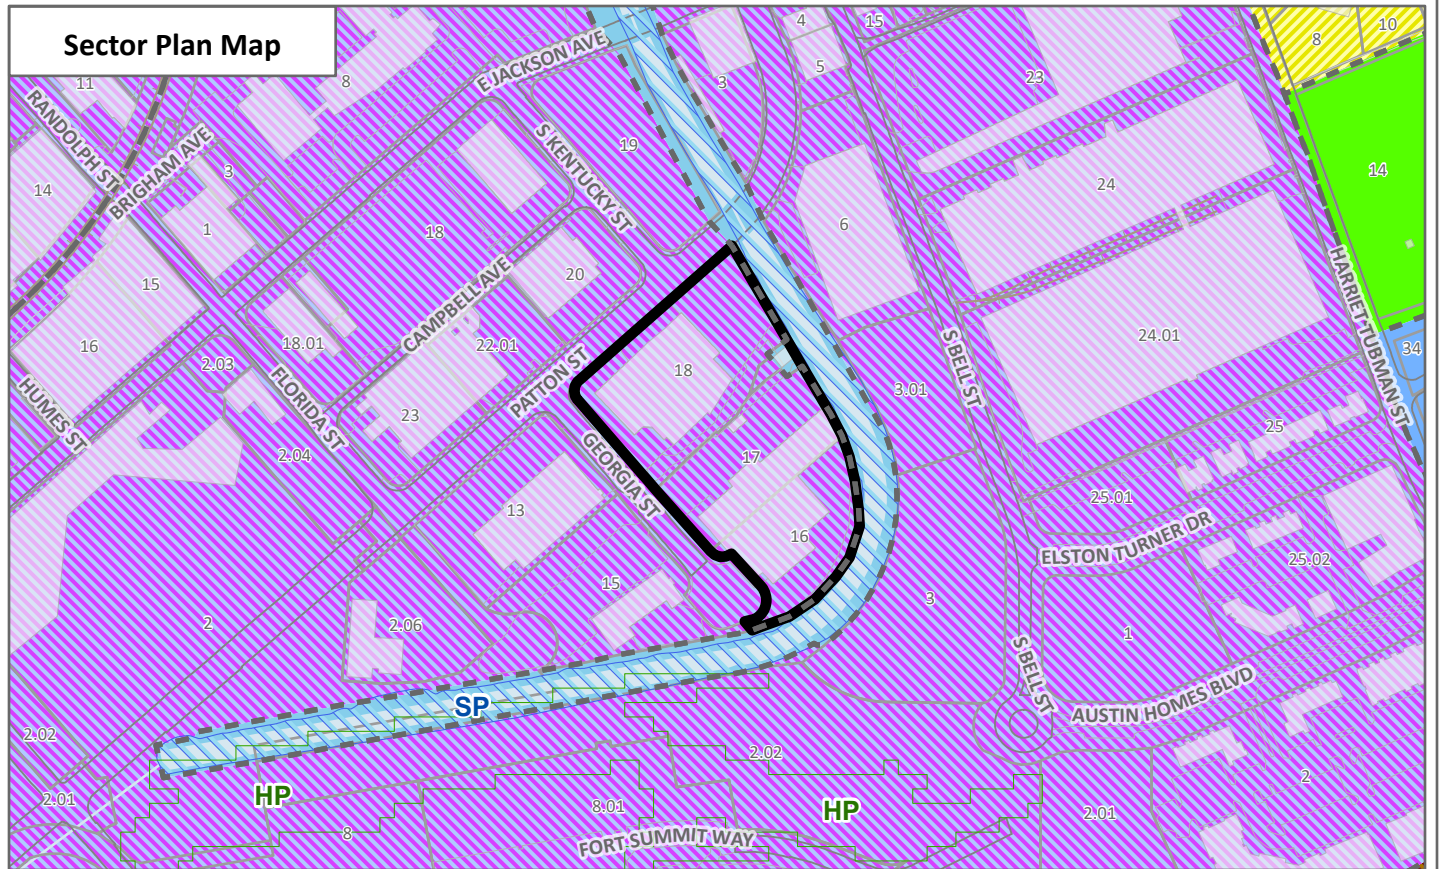 Sector Plan Map
4
15
10
8
11
8
E JACKSON AVE
3
5
23
RANDOLPH ST
BRIGHAM AVE
S KENTUCKY ST
19
14
3
14
24
1
18
6
20
HARRIET TUBMAN ST
15
CAMPBELL AVE
16
2.03
18.01
22.01
18
S BELL ST
24.01
34
HUMES ST
FLORIDA ST
PATTON ST
3.01
23
25
2.04
GEORGIA ST
17
25.01
13
16
ELSTON TURNER DR
25.02
15
3
2
2.06
1
S BELL ST
SP
AUSTIN HOMES BLVD
2.02
2.02
2
2.01
HP
8.01
HP
2.01
8
FORT SUMMIT WAY